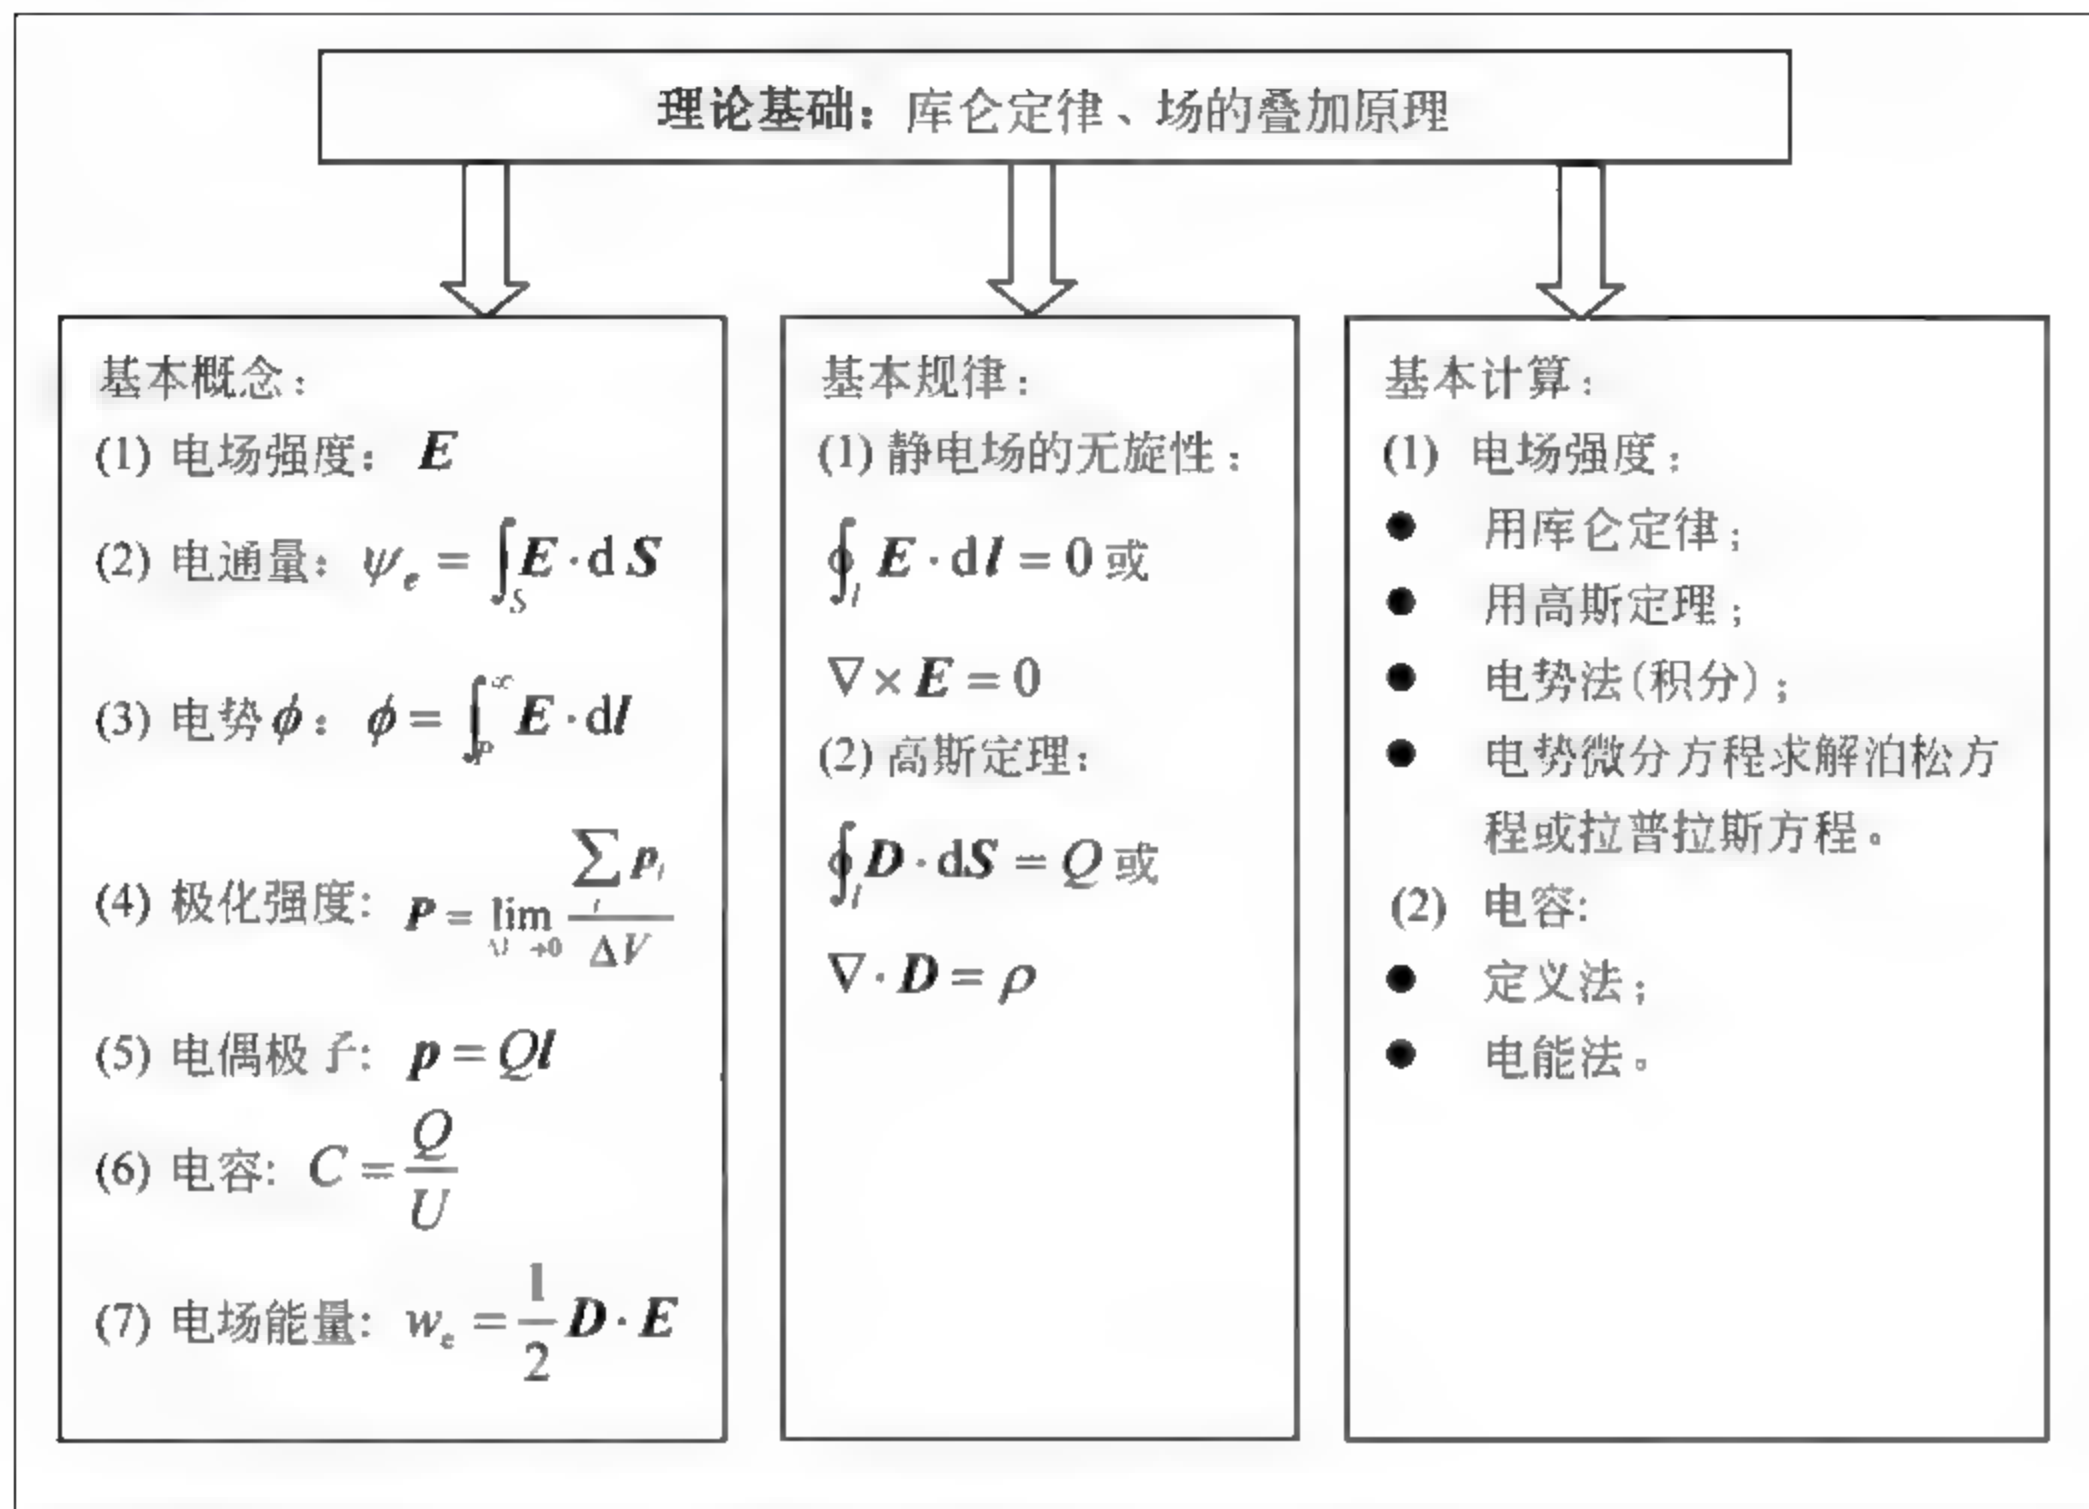 理论基础：库仑定律、场的叠加原理
基本概念：
(1) 电场强度： E
(2) 电通量： ψ_e = ∫_S E · d S
(3) 电势 ϕ： ϕ = ∫_p^∞ E · dl
(4) 极化强度: P = lim_{ΔV→0} ∑_i p_i / ΔV
(5) 电偶极子: p = Ql
(6) 电容: C = Q / U
(7) 电场能量: w_e = 1/2 D · E
基本规律：
(1) 静电场的无旋性：
∮_l E · dl = 0 或
∇ × E = 0
(2) 高斯定理：
∮_l D · dS = Q 或
∇ · D = ρ
基本计算：
(1) 电场强度；
● 用库仑定律；
● 用高斯定理；
● 电势法(积分)；
● 电势微分方程求解泊松方
程或拉普拉斯方程。
(2) 电容:
● 定义法；
● 电能法。